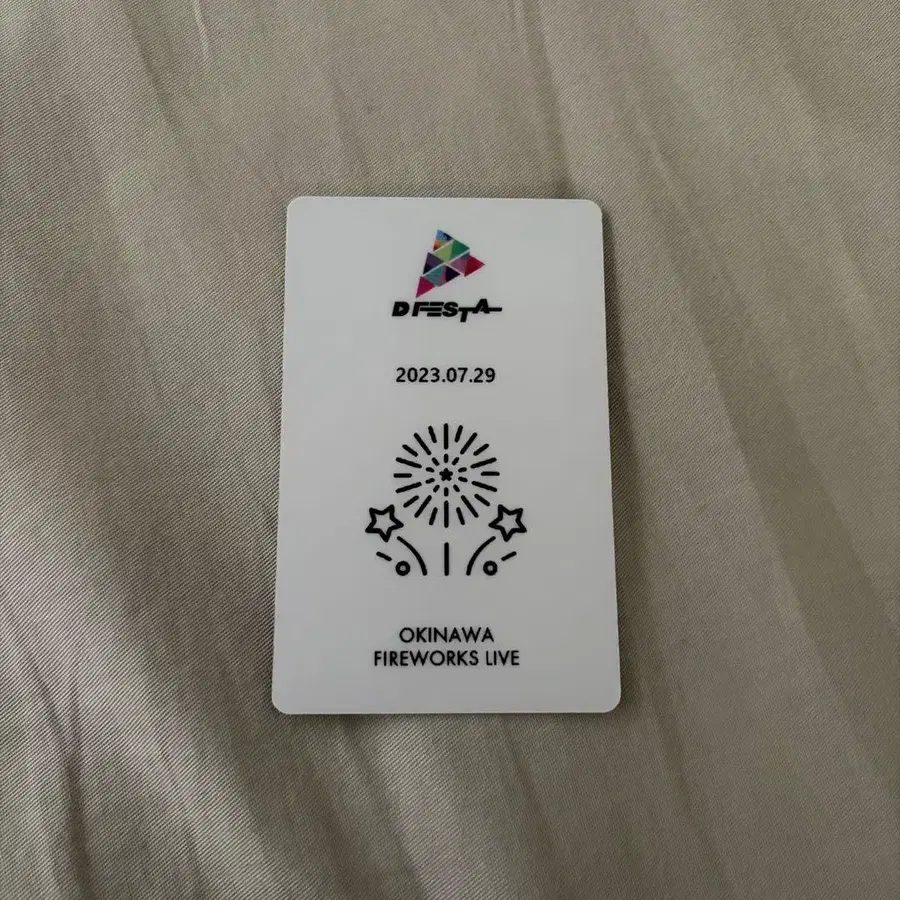 D FESTA
2023.07.29
OKINAWA
FIREWORKS LIVE